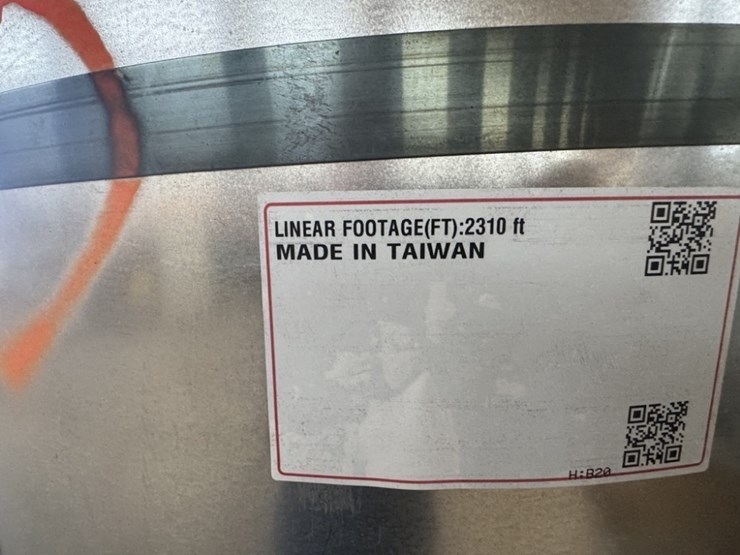 LINEAR FOOTAGE(FT):2310 ft
MADE IN TAIWAN
H:B20